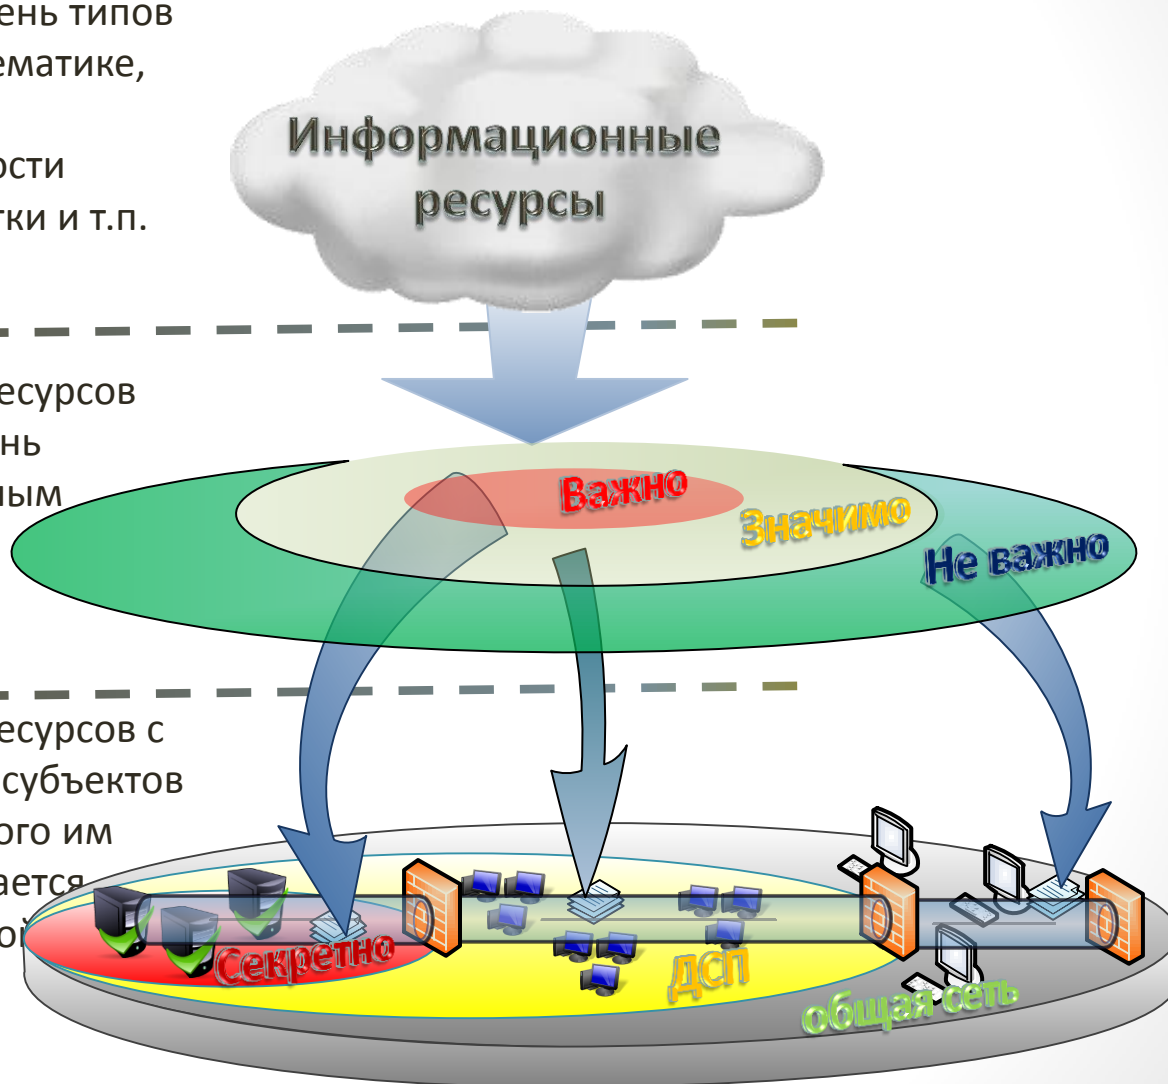 ень типов
ематике,
ости
тки и т.п.
Информационные
ресурсы
есурсов
нь
ным
Важно
Значимо
Не важно
есурсов с
субъектов
ого им
ается
ой
Секретно
ДСП
общая сеть